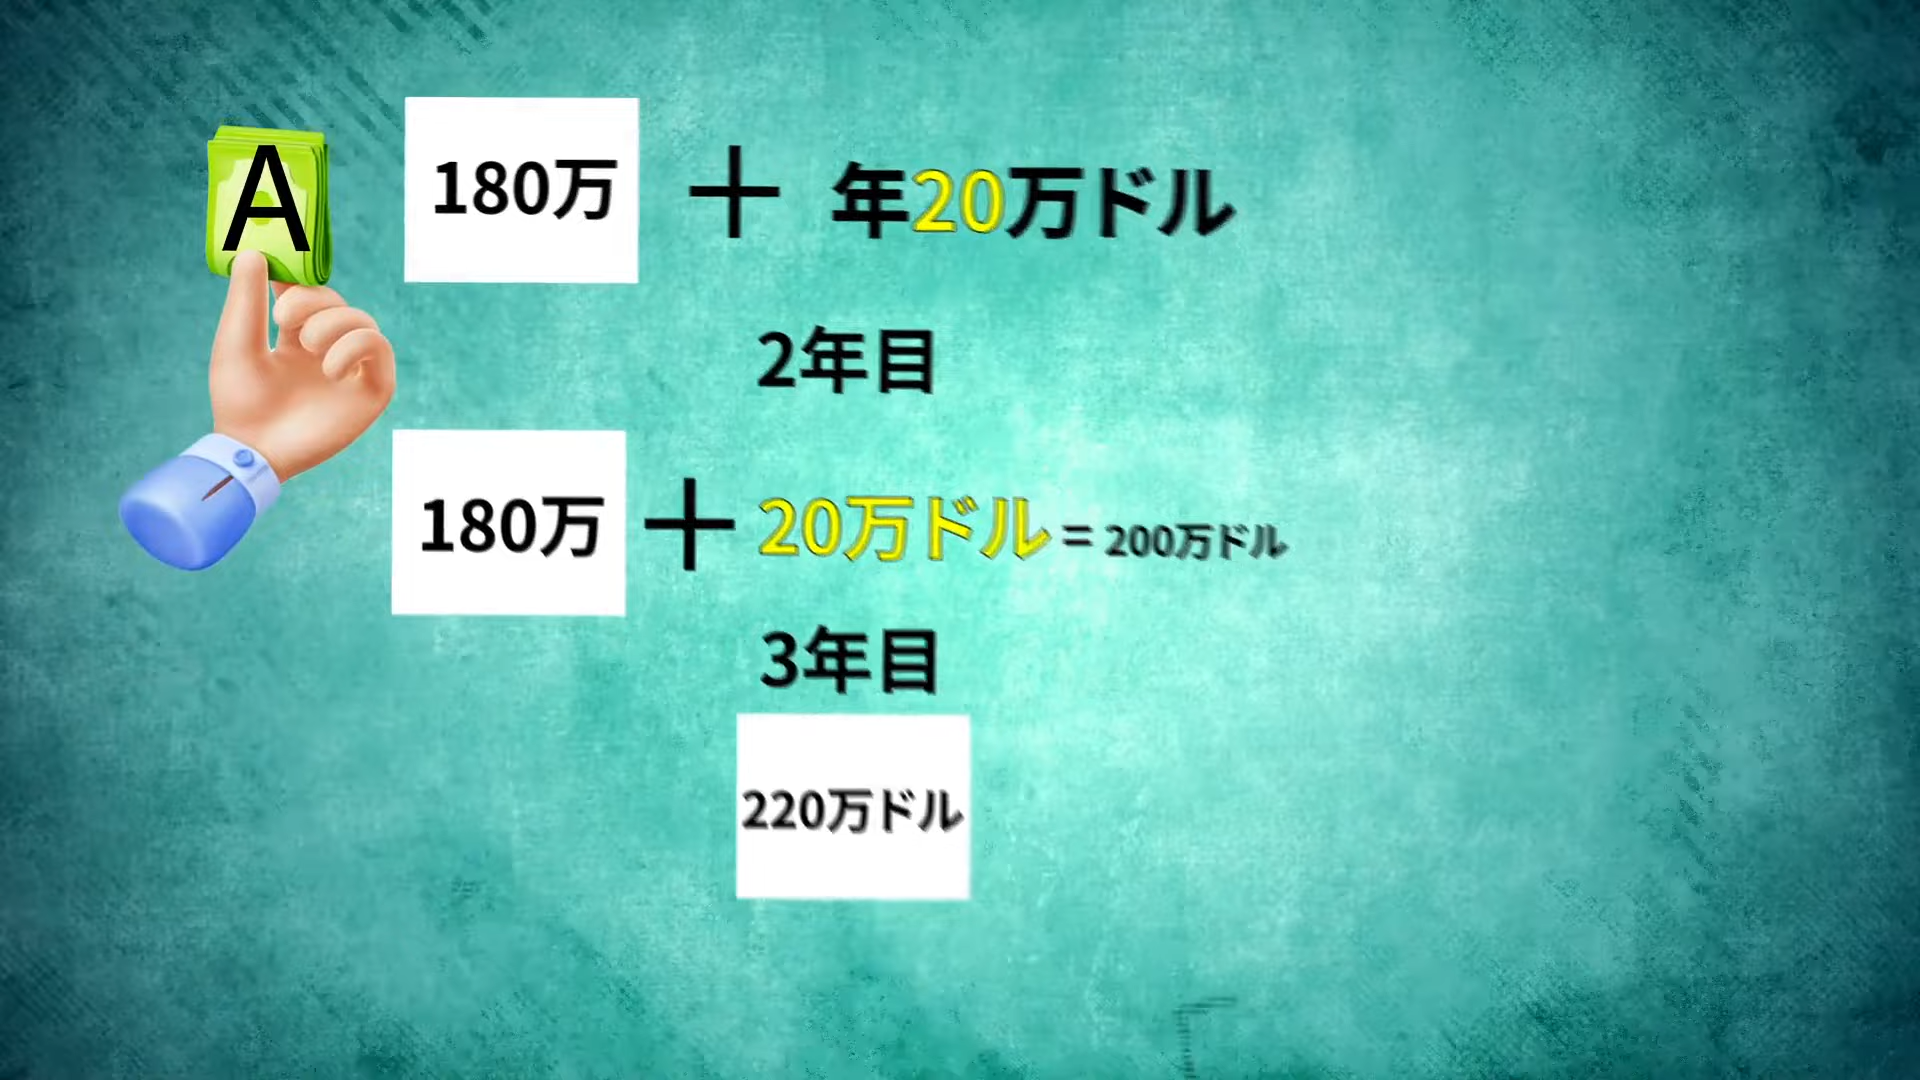 A 180万 + 年20万ドル
2年目
180万 + 20万ドル = 200万ドル
3年目
220万ドル